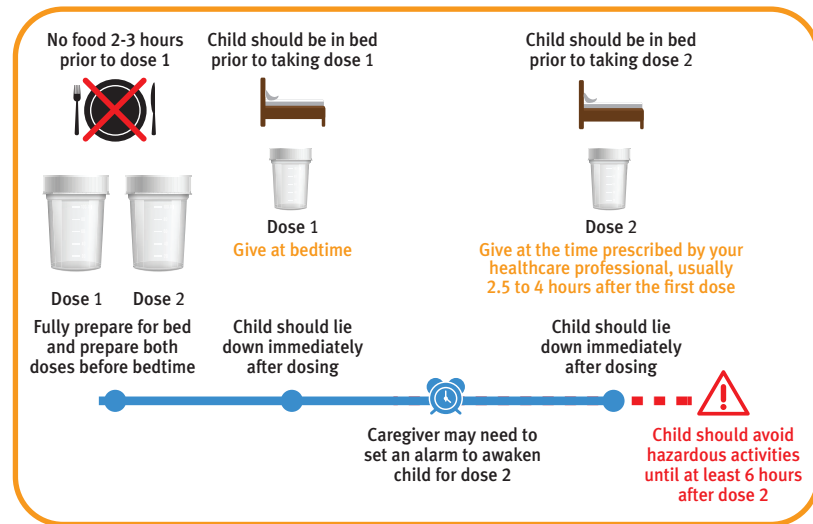 No food 2-3 hours
prior to dose 1
Child should be in bed
prior to taking dose 1
Child should be in bed
prior to taking dose 2
Dose 1
Dose 2
Fully prepare for bed
and prepare both
doses before bedtime
Dose 1
Give at bedtime
Child should lie
down immediately
after dosing
Dose 2
Give at the time prescribed by your
healthcare professional, usually
2.5 to 4 hours after the first dose
Child should lie
down immediately
after dosing
Caregiver may need to
set an alarm to awaken
child for dose 2
Child should avoid
hazardous activities
until at least 6 hours
after dose 2